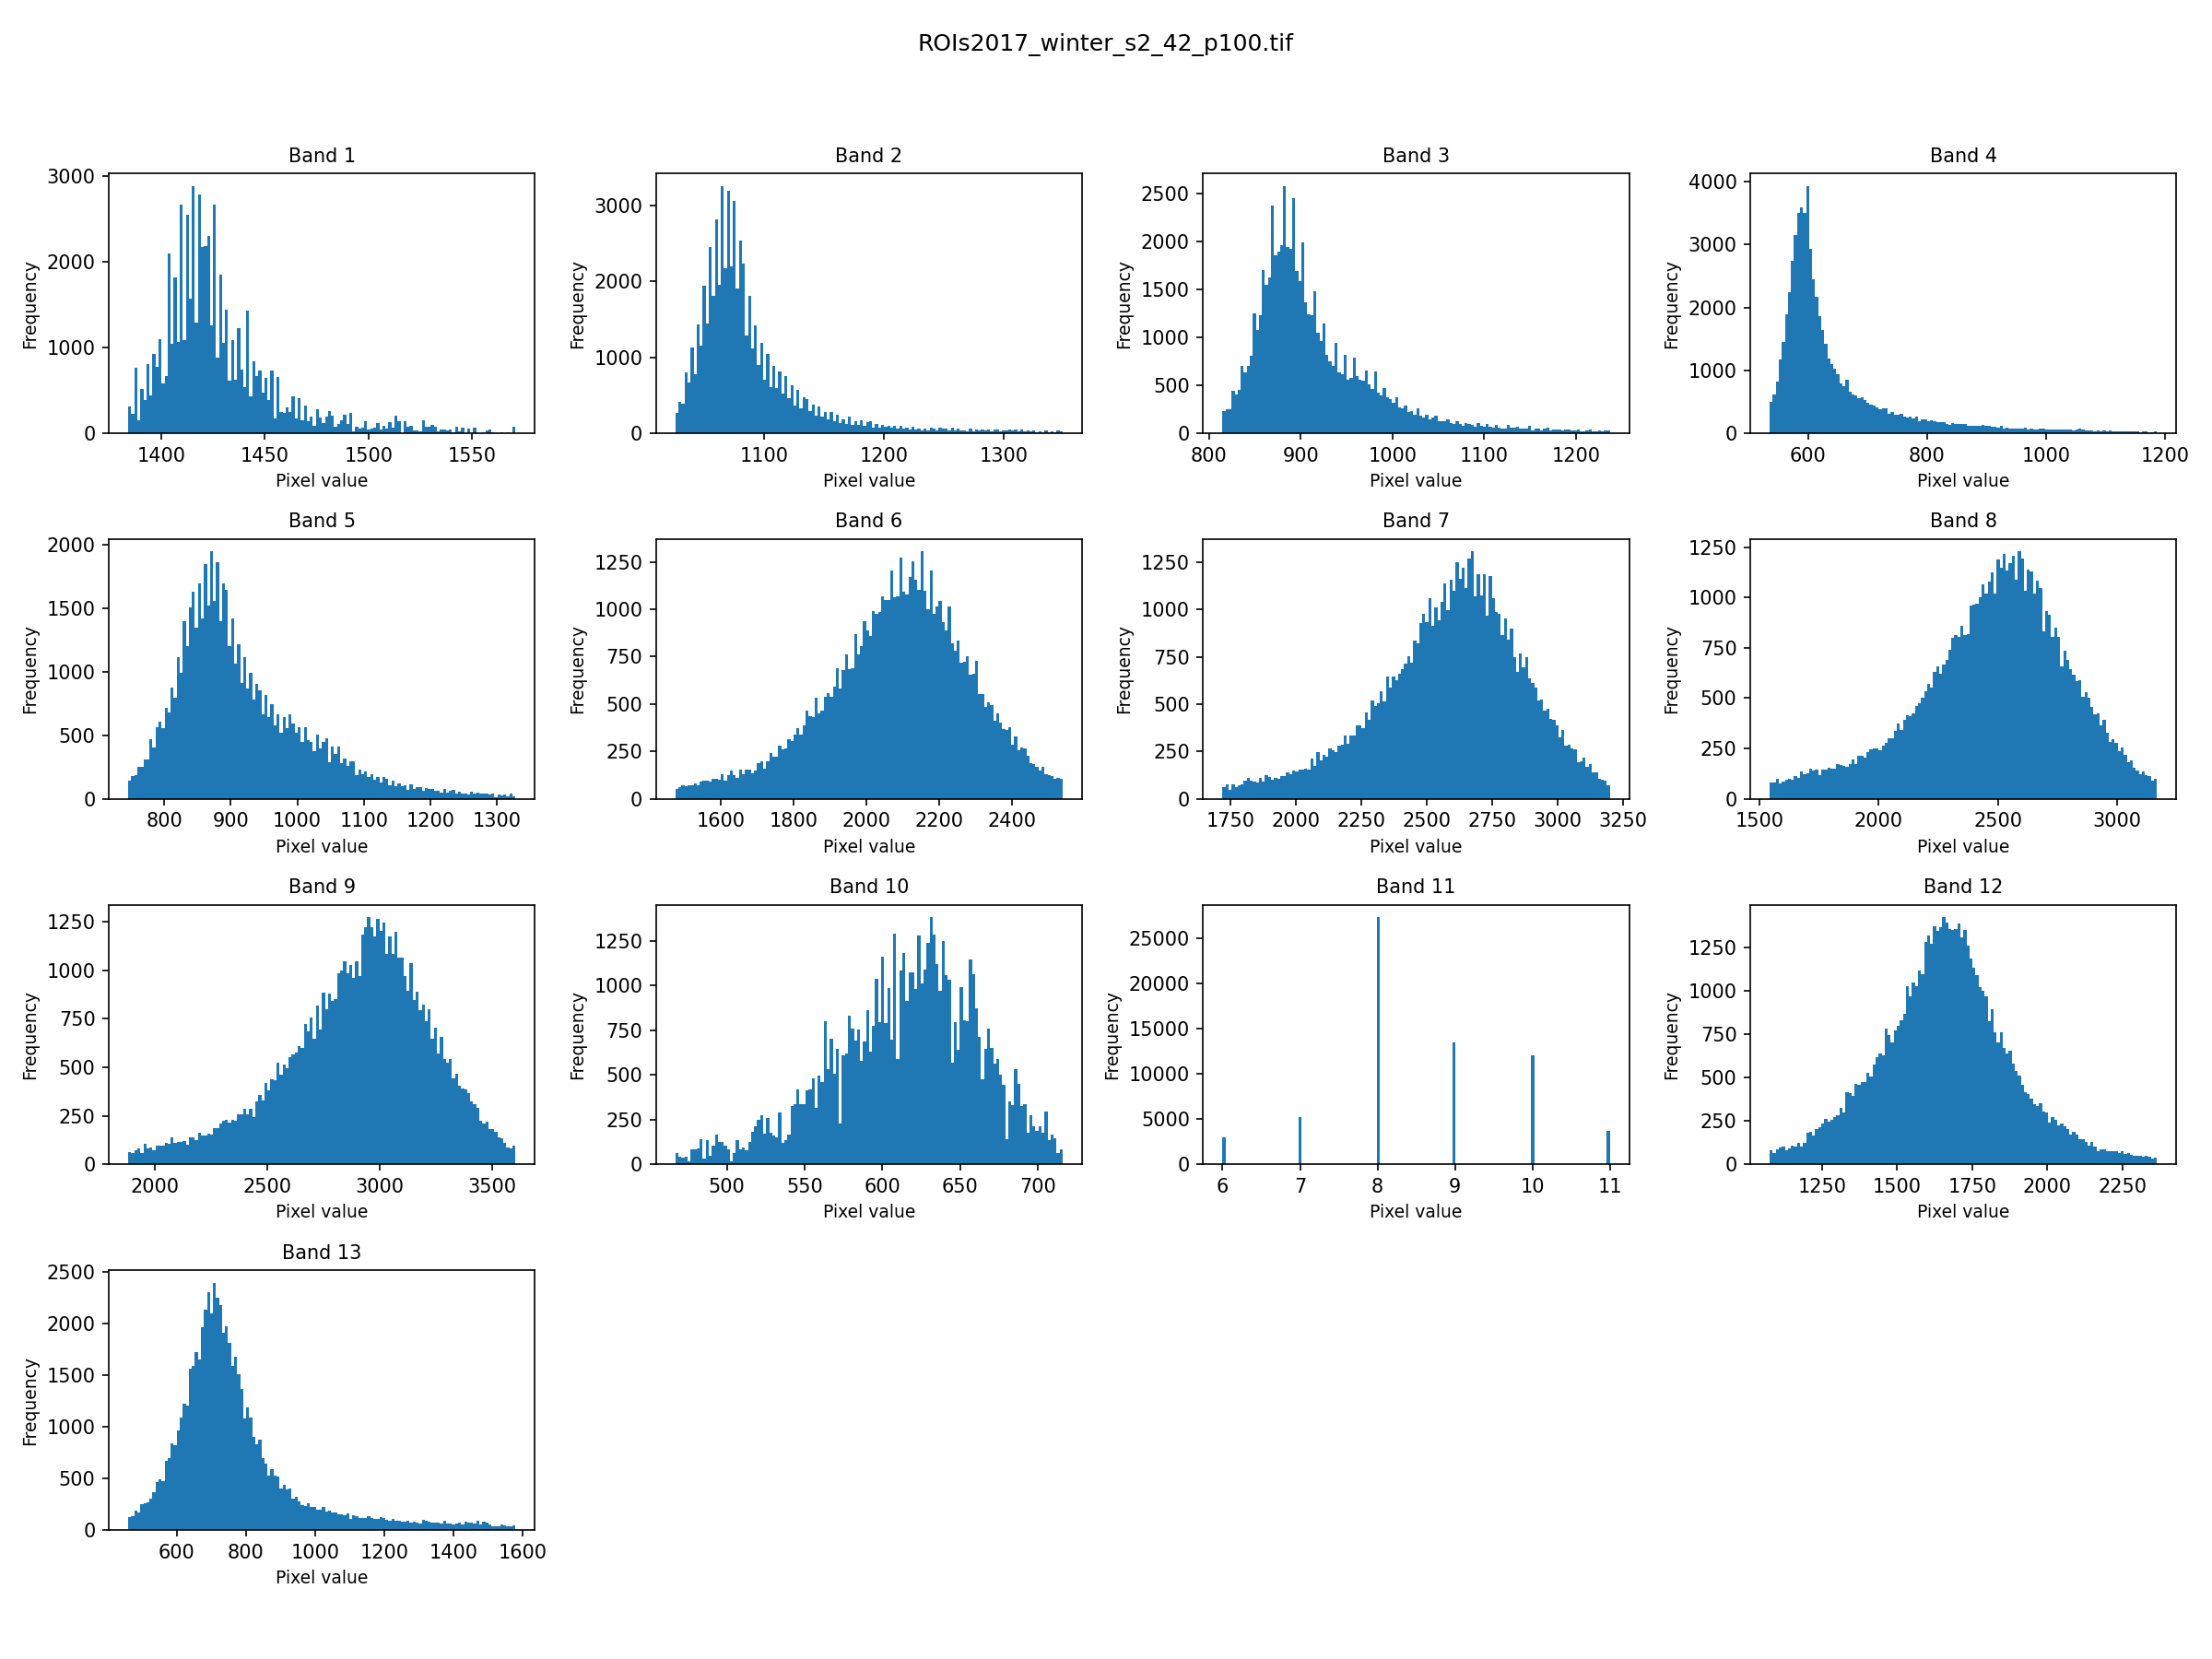 ROIs2017_winter_s2_42_p100.tif
Band 1
Band 2
Band 3
Band 4
3000
2000
1000
0
Frequency
1400 1450 1500 1550
Pixel value
3000
2000
1000
0
Frequency
1100 1200 1300
Pixel value
2500
2000
1500
1000
500
0
Frequency
800 900 1000 1100 1200
Pixel value
4000
3000
2000
1000
0
Frequency
600 800 1000 1200
Pixel value
Band 5
Band 6
Band 7
Band 8
2000
1500
1000
500
0
Frequency
800 900 1000 1100 1200 1300
Pixel value
1250
1000
750
500
250
0
Frequency
1600 1800 2000 2200 2400
Pixel value
1250
1000
750
500
250
0
Frequency
1750 2000 2250 2500 2750 3000 3250
Pixel value
1250
1000
750
500
250
0
Frequency
1500 2000 2500 3000
Pixel value
Band 9
Band 10
Band 11
Band 12
1250
1000
750
500
250
0
Frequency
2000 2500 3000 3500
Pixel value
1250
1000
750
500
250
0
Frequency
500 550 600 650 700
Pixel value
25000
20000
15000
10000
5000
0
Frequency
6 7 8 9 10 11
Pixel value
1250
1000
750
500
250
0
Frequency
1250 1500 1750 2000 2250
Pixel value
Band 13
2500
2000
1500
1000
500
0
Frequency
600 800 1000 1200 1400 1600
Pixel value